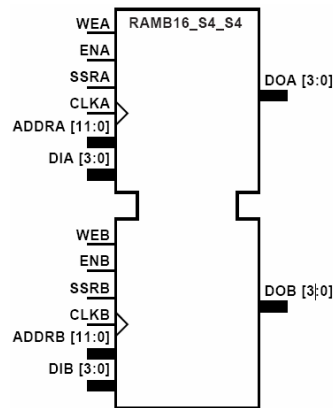 RAMB16_S4_S4
WEA
ENA
SSRA
CLKA
ADDRA [11:0]
DIA [3:0]
DOA [3:0]
WEB
ENB
SSRB
CLKB
ADDRB [11:0]
DIB [3:0]
DOB [3:0]